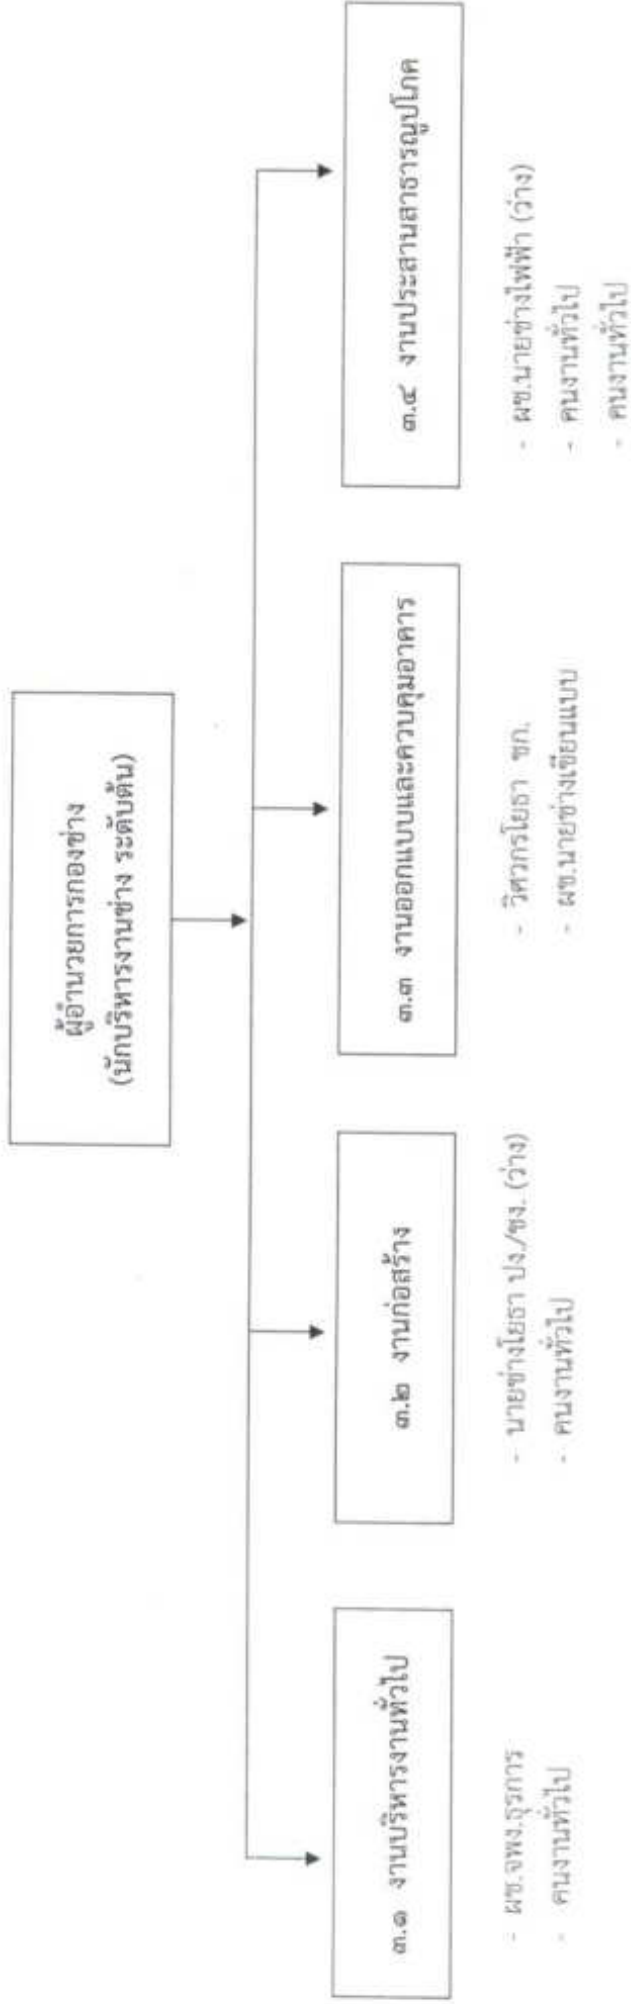 ผู้อำนวยการกองช่าง
(นักบริหารงานช่าง ระดับต้น)
๓.๑ งานบริหารงานทั่วไป
- ผช.จพง.ธุรการ
- คนงานทั่วไป
๓.๒ งานก่อสร้าง
- นายช่างโยธา ปง./ชง. (ว่าง)
- คนงานทั่วไป
๓.๓ งานออกแบบและควบคุมอาคาร
- วิศวกรโยธา ชก.
- ผช.นายช่างเขียนแบบ
๓.๔ งานประสานสาธารณูปโภค
- ผช.นายช่างไฟฟ้า (ว่าง)
- คนงานทั่วไป
- คนงานทั่วไป